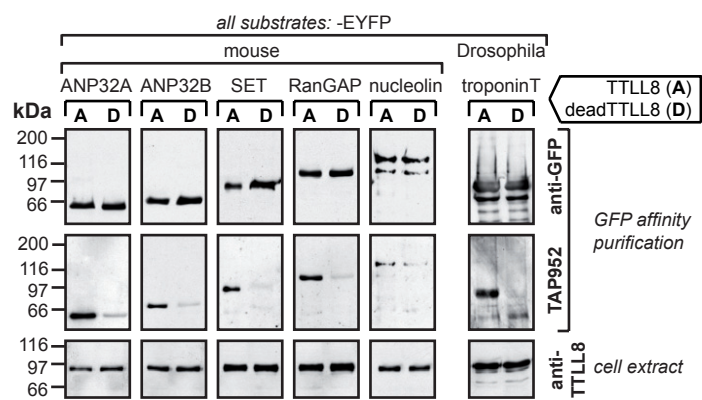 all substrates: -EYFP
mouse
Drosophila
ANP32A ANP32B SET RanGAP nucleolin troponinT
TTLL8 (A)
deadTTLL8 (D)
kDa
A D A D A D A D A D A D
200
116
97
66
anti-GFP
200
116
97
66
TAP952
GFP affinity
purification
116
97
66
anti-
TTLL8
cell extract